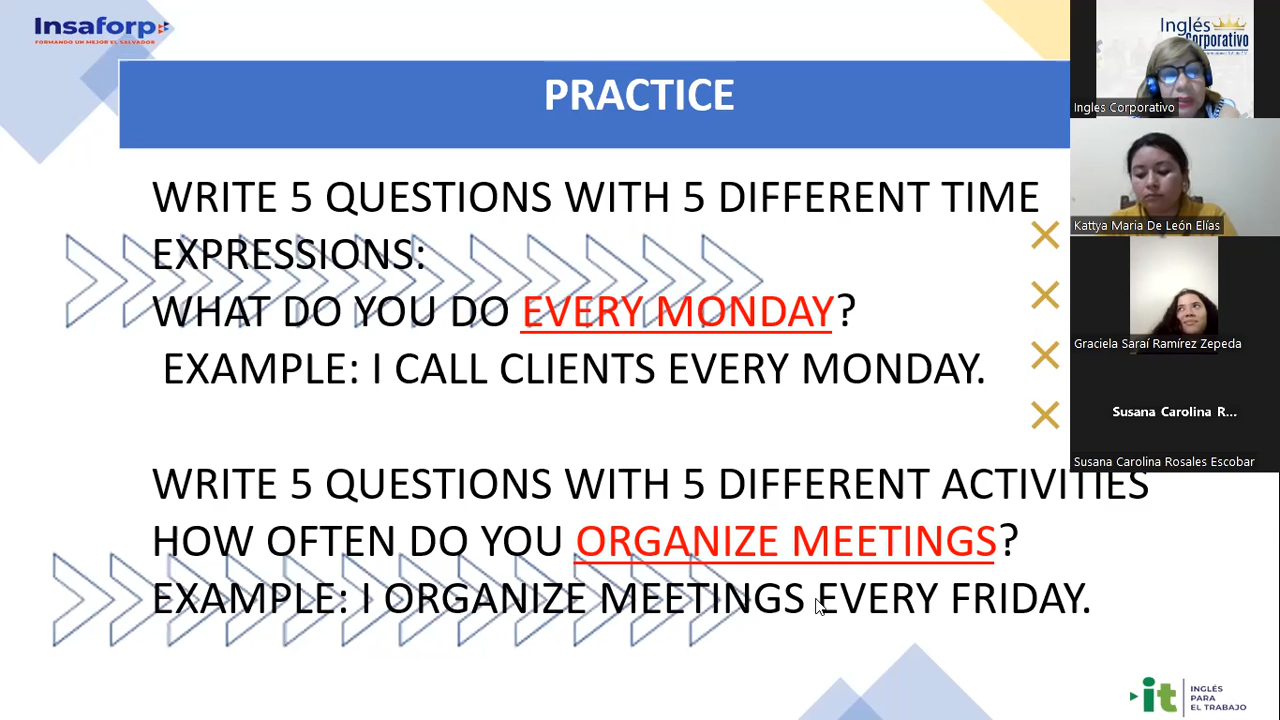 Insaforp
FORMANDO UN MEJOR EL SALVADOR
PRACTICE
WRITE 5 QUESTIONS WITH 5 DIFFERENT TIME
EXPRESSIONS:
WHAT DO YOU DO EVERY MONDAY?
EXAMPLE: I CALL CLIENTS EVERY MONDAY.
WRITE 5 QUESTIONS WITH 5 DIFFERENT ACTIVITIES
HOW OFTEN DO YOU ORGANIZE MEETINGS?
EXAMPLE: I ORGANIZE MEETINGS EVERY FRIDAY.
Inglés
Corporativo
Ingles Corporativo
Kattya Maria De León Elías
Graciela Saraí Ramírez Zepeda
Susana Carolina R...
Susana Carolina Rosales Escobar
it
INGLÉS
PARA
EL TRABAJO